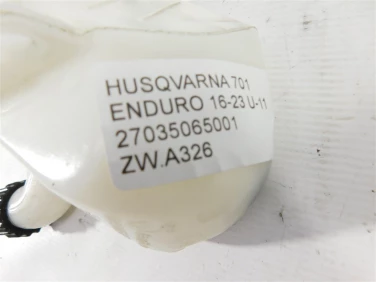 HUSQVARNA 701
ENDURO 16-23 U-11
27035065001
ZW.A326